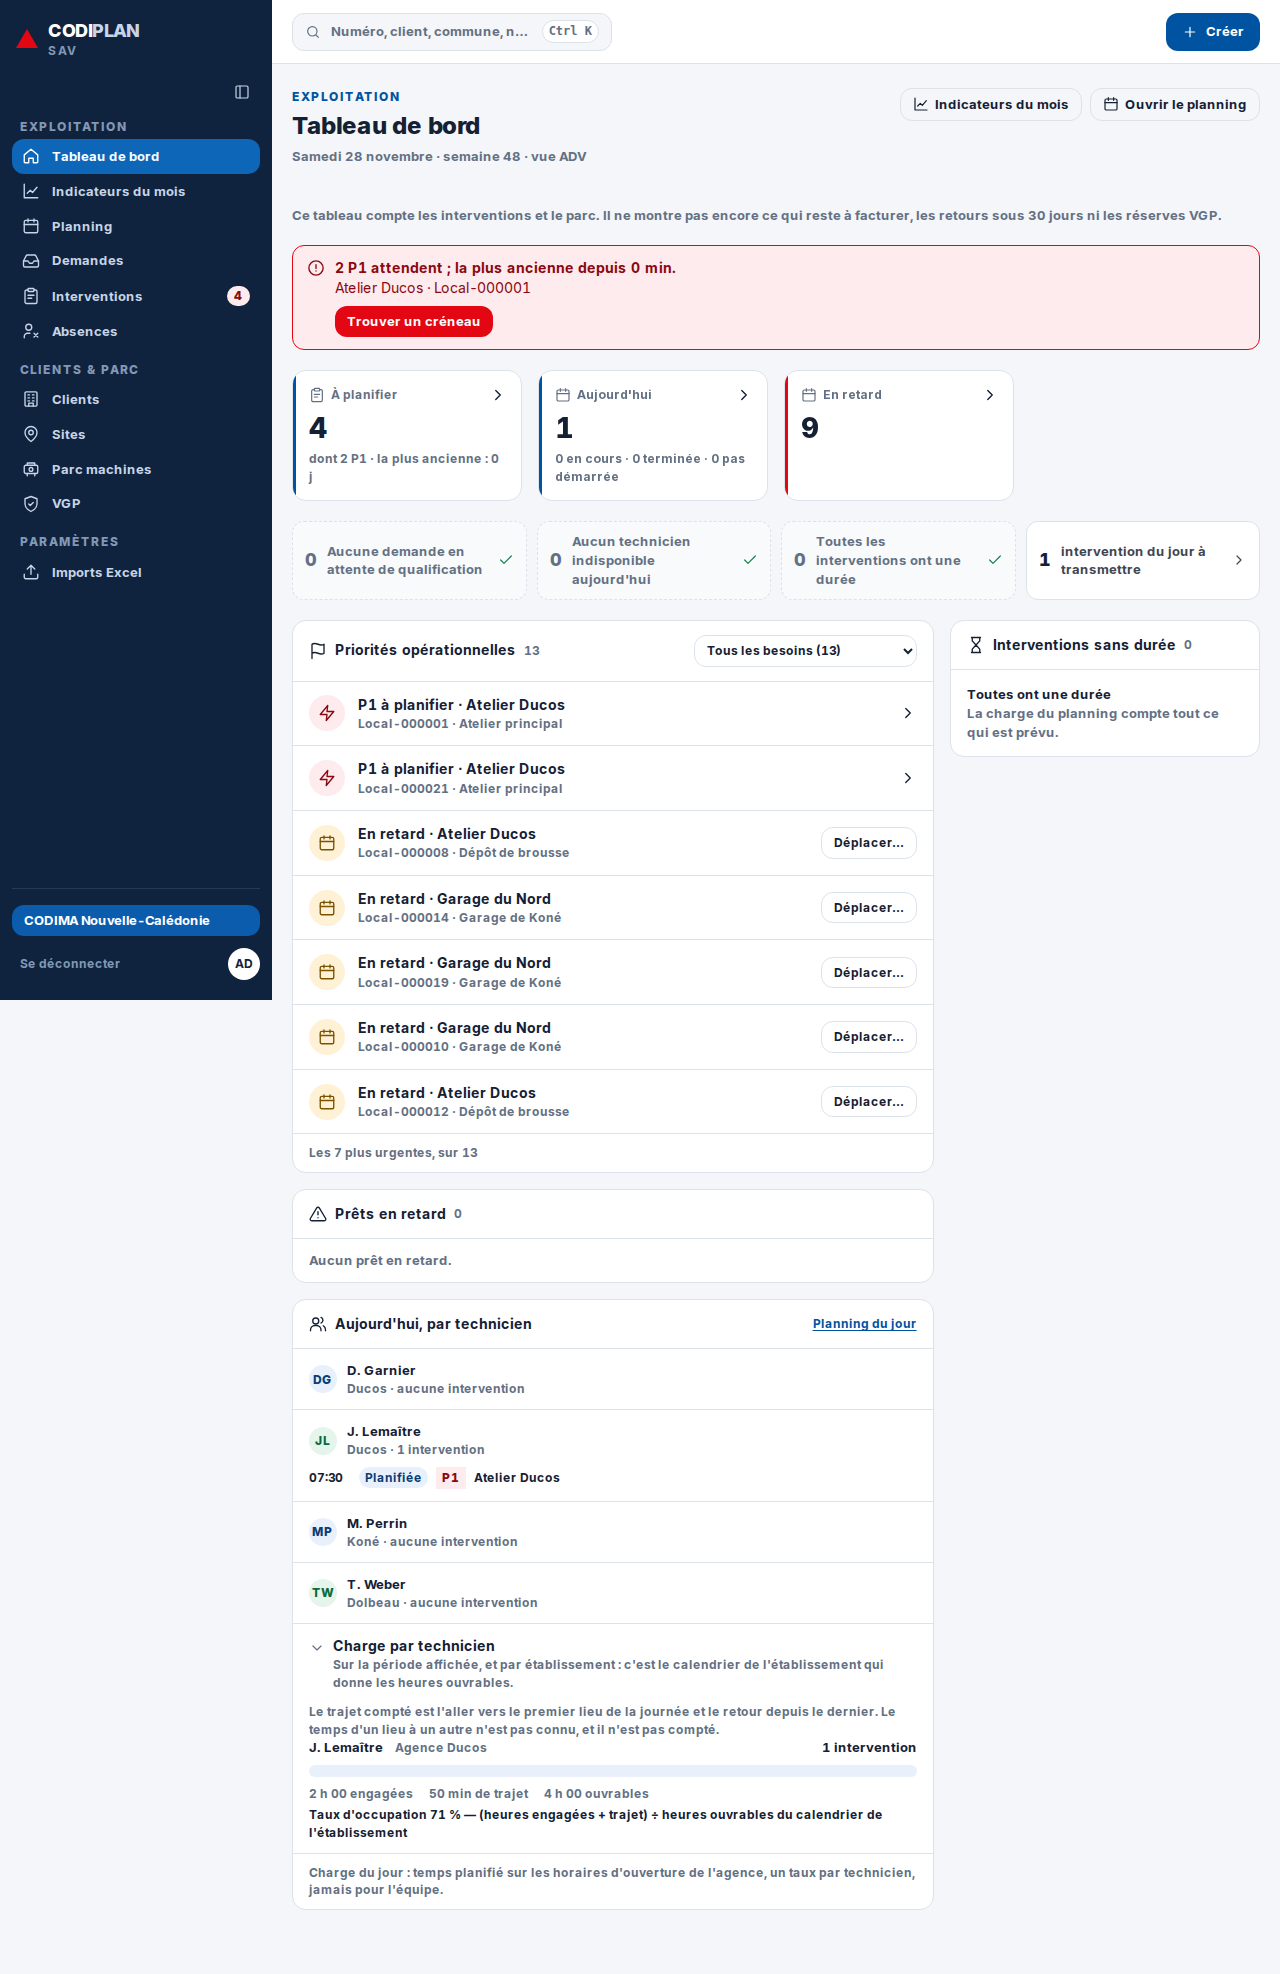 CODIPLAN
SAV
EXPLOITATION
Tableau de bord
Indicateurs du mois
Planning
Demandes
Interventions 4
Absences
CLIENTS & PARC
Clients
Sites
Parc machines
VGP
PARAMÈTRES
Imports Excel
CODIMA Nouvelle-Calédonie
Se déconnecter AD
Numéro, client, commune, n... Ctrl K
Créer
EXPLOITATION
Tableau de bord
Samedi 28 novembre · semaine 48 · vue ADV
Indicateurs du mois
Ouvrir le planning
Ce tableau compte les interventions et le parc. Il ne montre pas encore ce qui reste à facturer, les retours sous 30 jours ni les réserves VGP.
2 P1 attendent ; la plus ancienne depuis 0 min.
Atelier Ducos · Local-000001
Trouver un créneau
À planifier
4
dont 2 P1 · la plus ancienne : 0
j
Aujourd'hui
1
0 en cours · 0 terminée · 0 pas
démarrée
En retard
9
0 Aucune demande en
attente de qualification
0 Aucun technicien
indisponible
aujourd'hui
0 Toutes les
interventions ont une
durée
1 intervention du jour à
transmettre
Priorités opérationnelles 13
Tous les besoins (13)
P1 à planifier · Atelier Ducos
Local-000001 · Atelier principal
P1 à planifier · Atelier Ducos
Local-000021 · Atelier principal
En retard · Atelier Ducos
Local-000008 · Dépôt de brousse
Déplacer...
En retard · Garage du Nord
Local-000014 · Garage de Koné
Déplacer...
En retard · Garage du Nord
Local-000019 · Garage de Koné
Déplacer...
En retard · Garage du Nord
Local-000010 · Garage de Koné
Déplacer...
En retard · Atelier Ducos
Local-000012 · Dépôt de brousse
Déplacer...
Les 7 plus urgentes, sur 13
Interventions sans durée 0
Toutes ont une durée
La charge du planning compte tout ce
qui est prévu.
Prêts en retard 0
Aucun prêt en retard.
Aujourd'hui, par technicien
Planning du jour
DG D. Garnier
Ducos · aucune intervention
JL J. Lemaître
Ducos · 1 intervention
07:30 Planifiée P1 Atelier Ducos
MP M. Perrin
Koné · aucune intervention
TW T. Weber
Dolbeau · aucune intervention
Charge par technicien
Sur la période affichée, et par établissement : c'est le calendrier de l'établissement qui
donne les heures ouvrables.
Le trajet compté est l'aller vers le premier lieu de la journée et le retour depuis le dernier. Le
temps d'un lieu à un autre n'est pas connu, et il n'est pas compté.
J. Lemaître Agence Ducos 1 intervention
2 h 00 engagées 50 min de trajet 4 h 00 ouvrables
Taux d'occupation 71 % — (heures engagées + trajet) ÷ heures ouvrables du calendrier de
l'établissement
Charge du jour : temps planifié sur les horaires d'ouverture de l'agence, un taux par technicien,
jamais pour l'équipe.